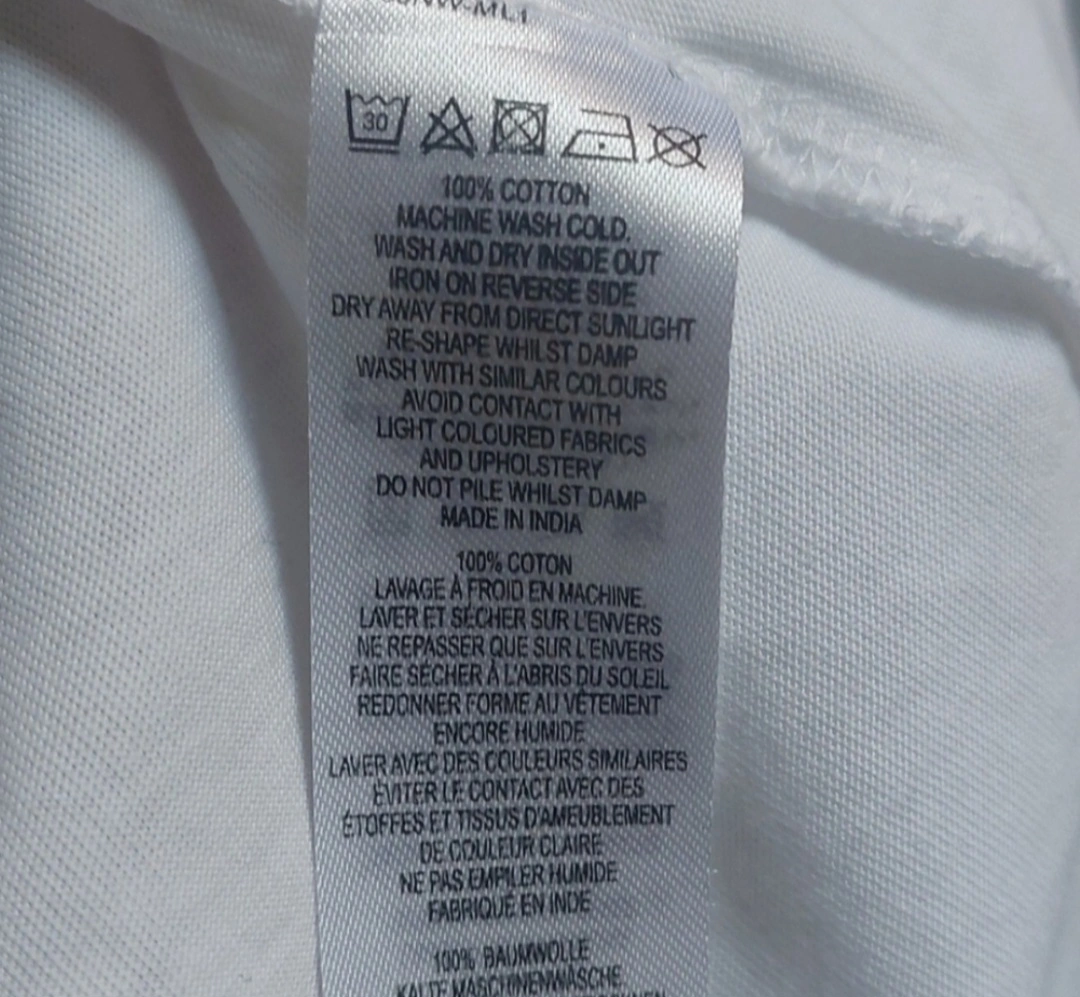 30
100% COTTON
MACHINE WASH COLD.
WASH AND DRY INSIDE OUT
IRON ON REVERSE SIDE
DRY AWAY FROM DIRECT SUNLIGHT
RE-SHAPE WHILST DAMP
WASH WITH SIMILAR COLOURS
AVOID CONTACT WITH
LIGHT COLOURED FABRICS
AND UPHOLSTERY
DO NOT PILE WHILST DAMP
MADE IN INDIA
100% COTON
LAVAGE À FROID EN MACHINE
LAVER ET SÉCHER SUR L'ENVERS
NE REPASSER QUE SUR L'ENVERS
FAIRE SÉCHER À L'ABRIS DU SOLEIL
REDONNER FORME AU VÊTEMENT
ENCORE HUMIDE
LAVER AVEC DES COULEURS SIMILAIRES
ÉVITER LE CONTACT AVEC DES
ÉTOFFES ET TISSUS D'AMEUBLEMENT
DE COULEUR CLAIRE
NE PAS EMPILER HUMIDE
FABRIQUÉ EN INDE
100% BAUMWOLLE
KALTE MASCHINENWÄSCHE